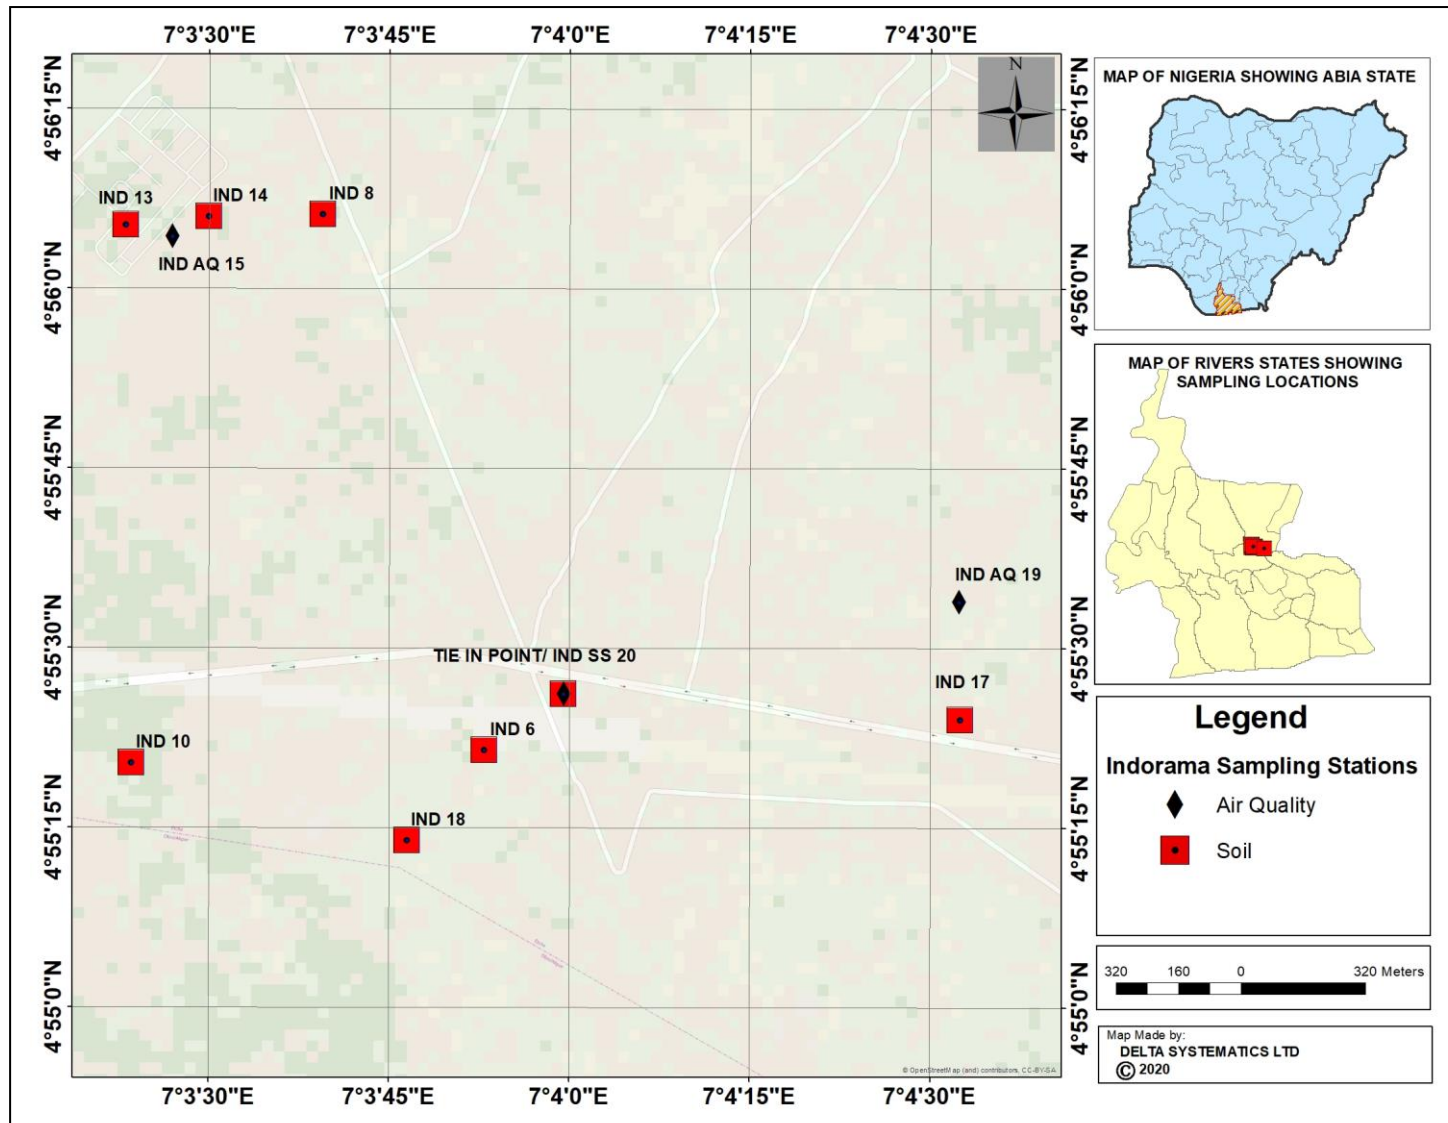 7°3'30"E 7°3'45"E 7°4'0"E 7°4'15"E 7°4'30"E
4°56'15"N
4°56'0"N
4°55'45"N
4°55'30"N
4°55'15"N
4°55'0"N
N
IND 13
IND 14
IND 8
IND AQ 15
IND AQ 19
TIE IN POINT/ IND SS 20
IND 17
IND 6
IND 10
IND 18
© OpenStreetMap (and) contributors, CC-BY-SA
7°3'30"E 7°3'45"E 7°4'0"E 7°4'15"E 7°4'30"E
4°56'15"N
4°56'0"N
4°55'45"N
4°55'30"N
4°55'15"N
4°55'0"N
MAP OF NIGERIA SHOWING ABIA STATE
MAP OF RIVERS STATES SHOWING
SAMPLING LOCATIONS
Legend
Indorama Sampling Stations
Air Quality
Soil
320 160 0 320 Meters
Map Made by:
DELTA SYSTEMATICS LTD
© 2020